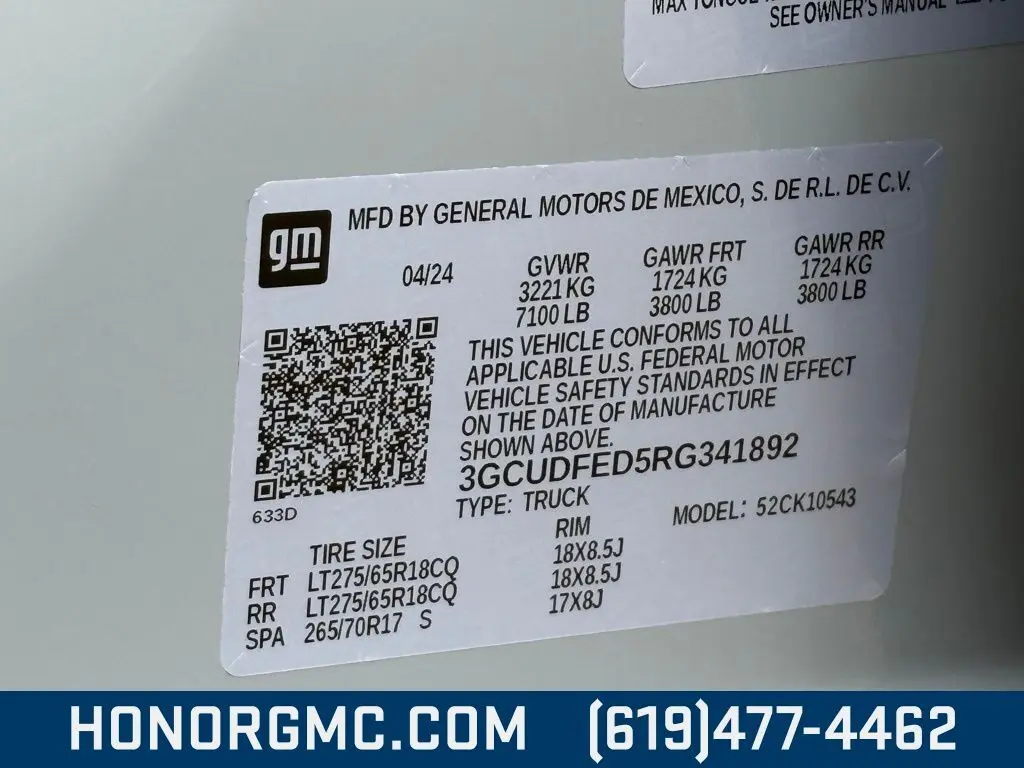 MAX TONGUE
SEE OWNER'S MANUAL
gm
MFD BY GENERAL MOTORS DE MEXICO, S. DE R.L. DE C.V.
04/24
GVWR
3221 KG
7100 LB
GAWR FRT
1724 KG
3800 LB
GAWR RR
1724 KG
3800 LB
THIS VEHICLE CONFORMS TO ALL
APPLICABLE U.S. FEDERAL MOTOR
VEHICLE SAFETY STANDARDS IN EFFECT
ON THE DATE OF MANUFACTURE
SHOWN ABOVE.
3GCUDFED5RG341892
TYPE: TRUCK
MODEL: 52CK10543
633D
TIRE SIZE RIM
FRT LT275/65R18CQ 18X8.5J
RR LT275/65R18CQ 18X8.5J
SPA 265/70R17 S 17X8J
HONORGMC.COM (619)477-4462